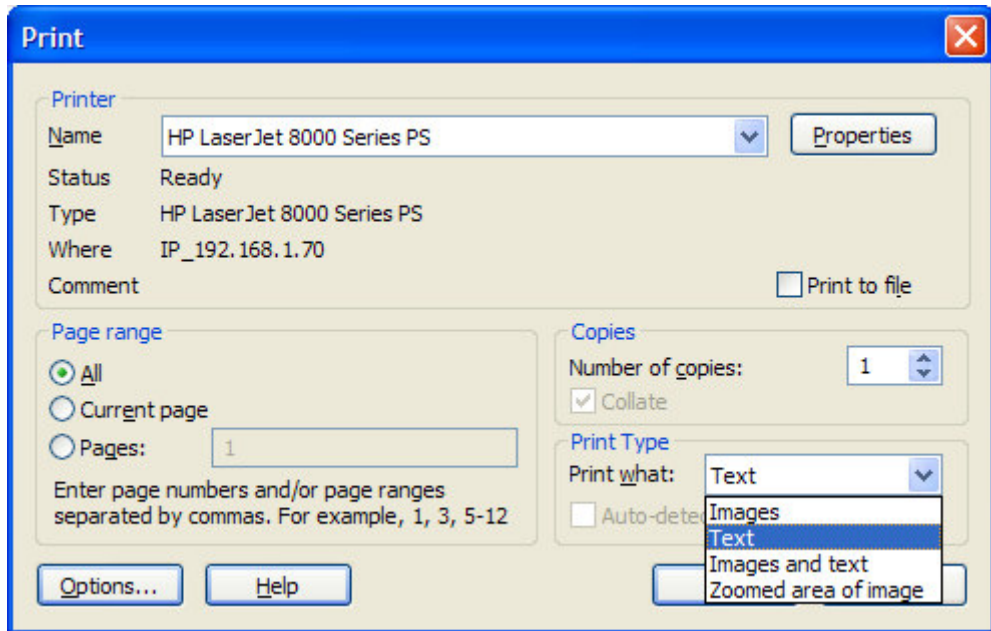 Print
Printer
Name HP LaserJet 8000 Series PS Properties
Status Ready
Type HP LaserJet 8000 Series PS
Where IP_192.168.1.70
Comment Print to file
Page range
All
Current page
Pages: 1
Enter page numbers and/or page ranges
separated by commas. For example, 1, 3, 5-12
Copies
Number of copies: 1
Collate
Print Type
Print what: Text
Images
Text
Images and text
Zoomed area of image
Options... Help